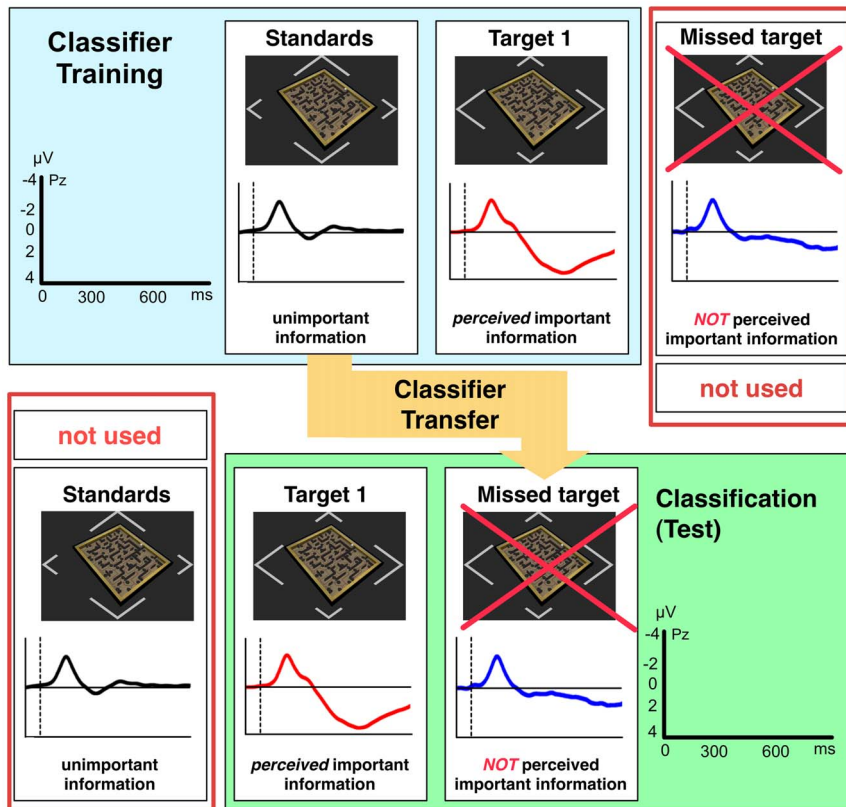 Classifier
Training
µV
-4
Pz
-2
0
2
4
0
300
600
ms
Standards
unimportant
information
Target 1
perceived important
information
Missed target
NOT perceived
important information
not used
Classifier
Transfer
not used
Standards
unimportant
information
Target 1
perceived important
information
Missed target
NOT perceived
important information
Classification
(Test)
µV
-4
Pz
-2
0
2
4
0
300
600
ms